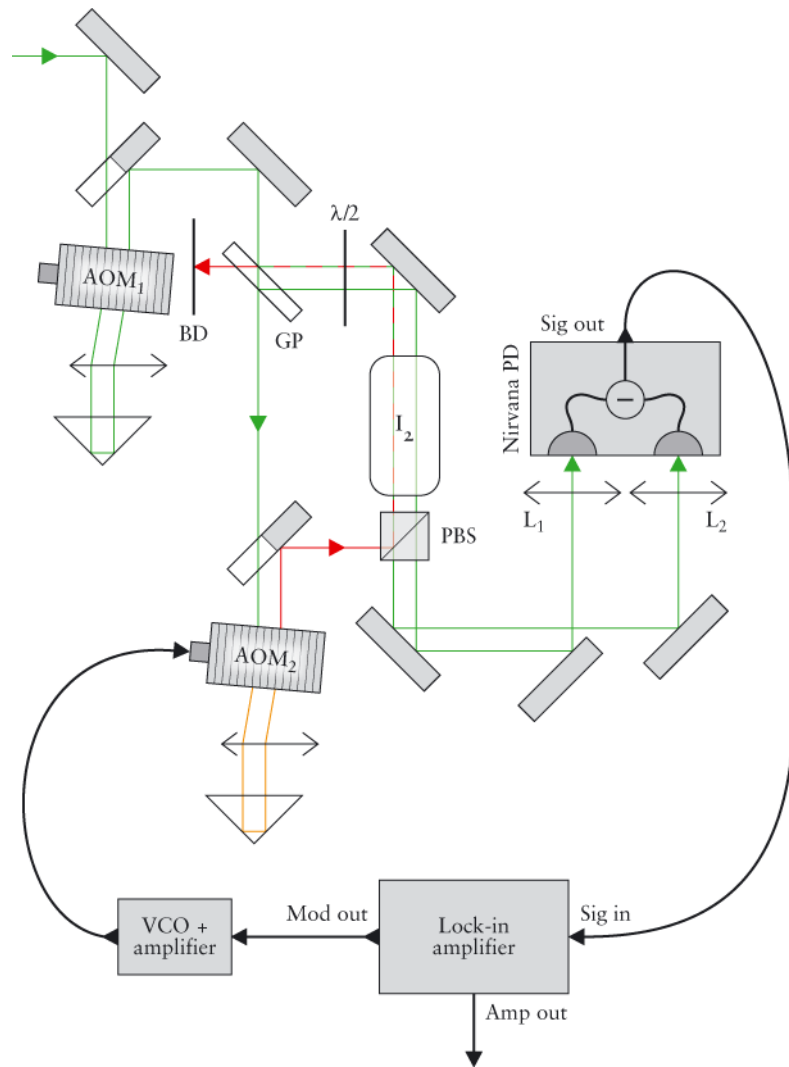 λ/2
AOM₁
BD
GP
Sig out
Nirvana PD
−
I₂
L₁
L₂
PBS
AOM₂
Mod out
Sig in
VCO +
amplifier
Lock-in
amplifier
Amp out